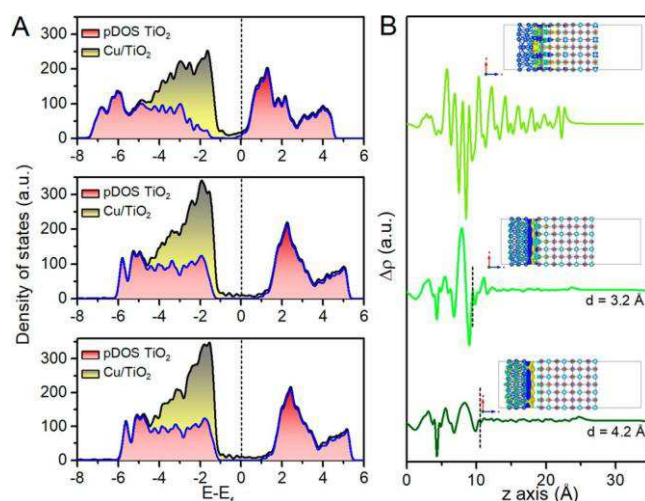 A
B
pDOS TiO₂
Cu/TiO₂
300
200
100
0
-8 -6 -4 -2 0 2 4 6
pDOS TiO₂
Cu/TiO₂
300
200
100
0
-8 -6 -4 -2 0 2 4 6
pDOS TiO₂
Cu/TiO₂
300
200
100
0
-8 -6 -4 -2 0 2 4 6
Density of states (a.u.)
E-E
Δρ (a.u.)
d = 3.2 Å
d = 4.2 Å
0 10 20 30
z axis (Å)